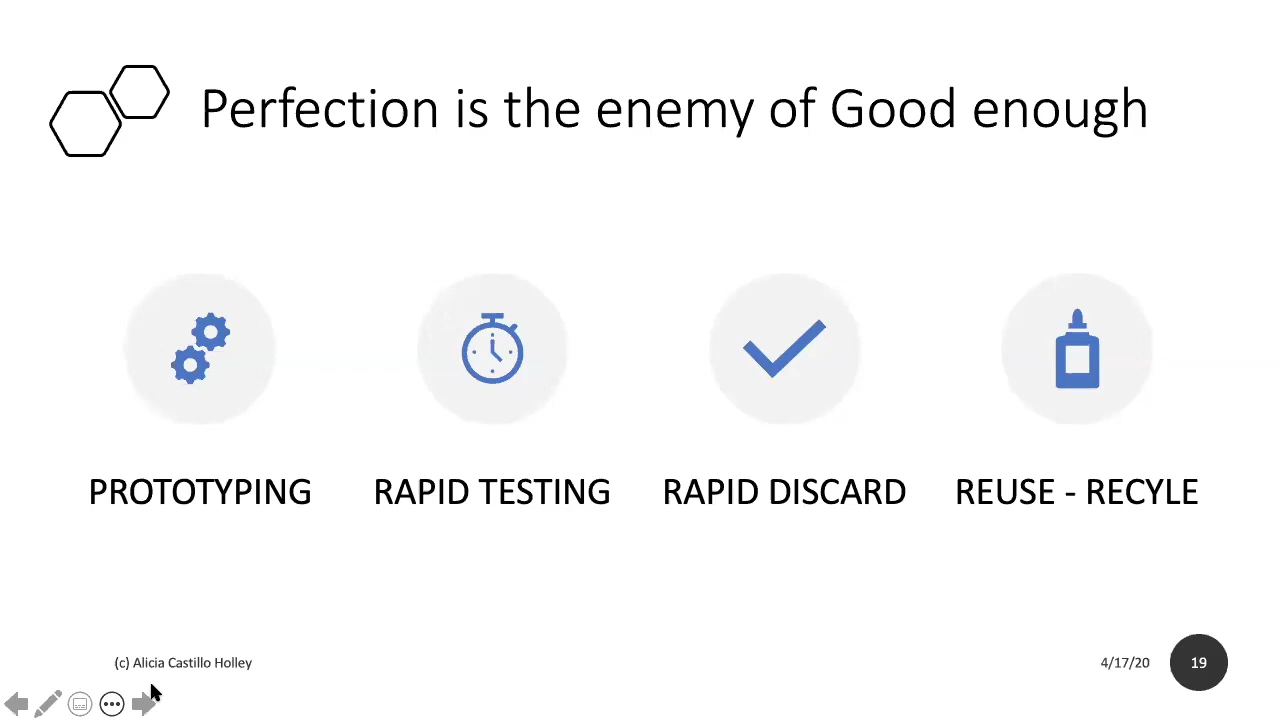 Perfection is the enemy of Good enough
PROTOTYPING
RAPID TESTING
RAPID DISCARD
REUSE - RECYLE
(c) Alicia Castillo Holley
4/17/20
19